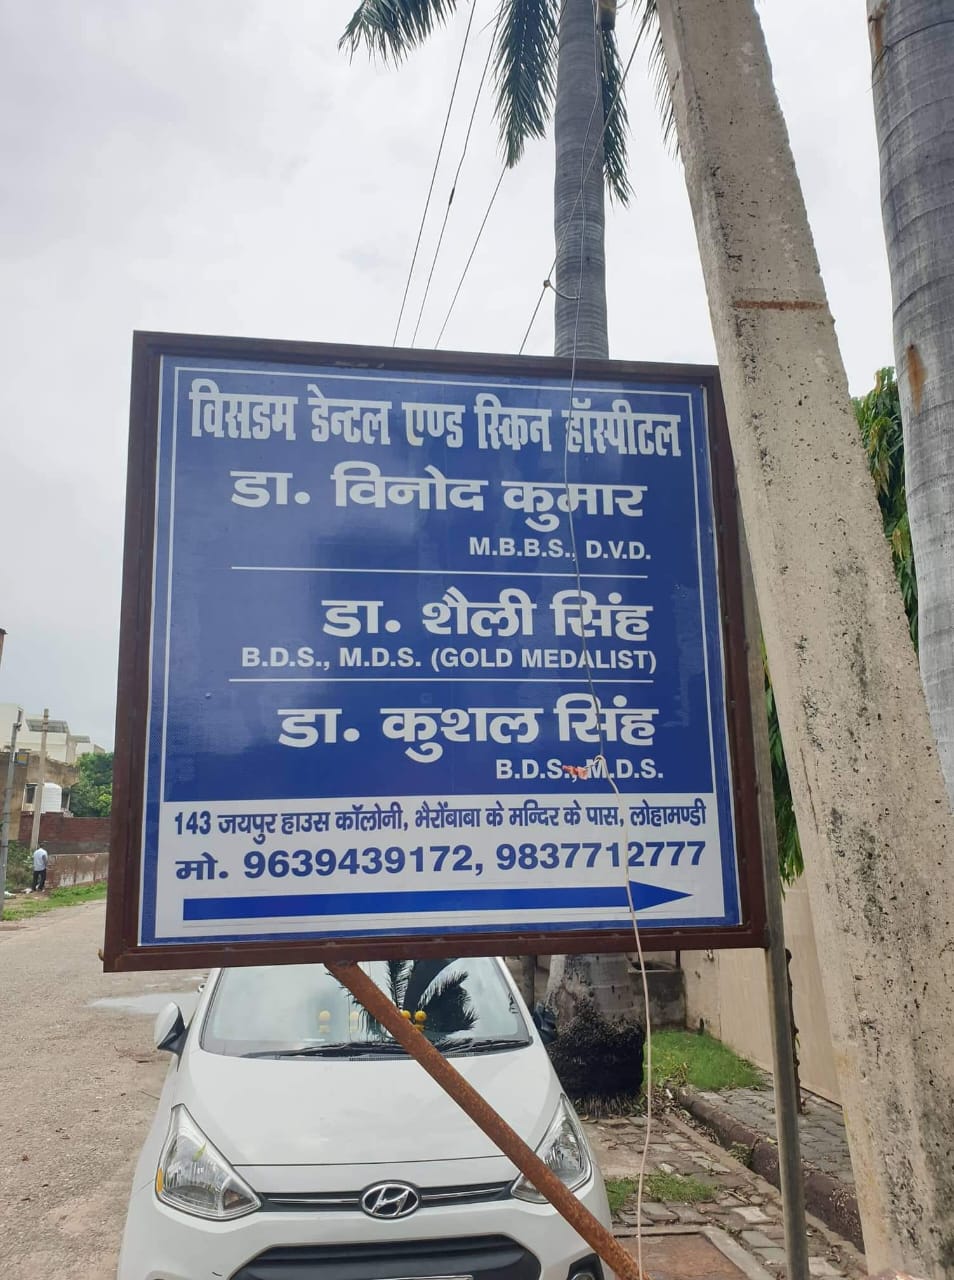 विसडम डेन्टल एण्ड स्किन हॉस्पीटल
डा. विनोद कुमार
M.B.B.S., D.V.D.
डा. शैली सिंह
B.D.S., M.D.S. (GOLD MEDALIST)
डा. कुशल सिंह
B.D.S., M.D.S.
143 जयपुर हाउस कॉलोनी, भैरोंबाबा के मन्दिर के पास, लोहामण्डी
मो. 9639439172, 9837712777